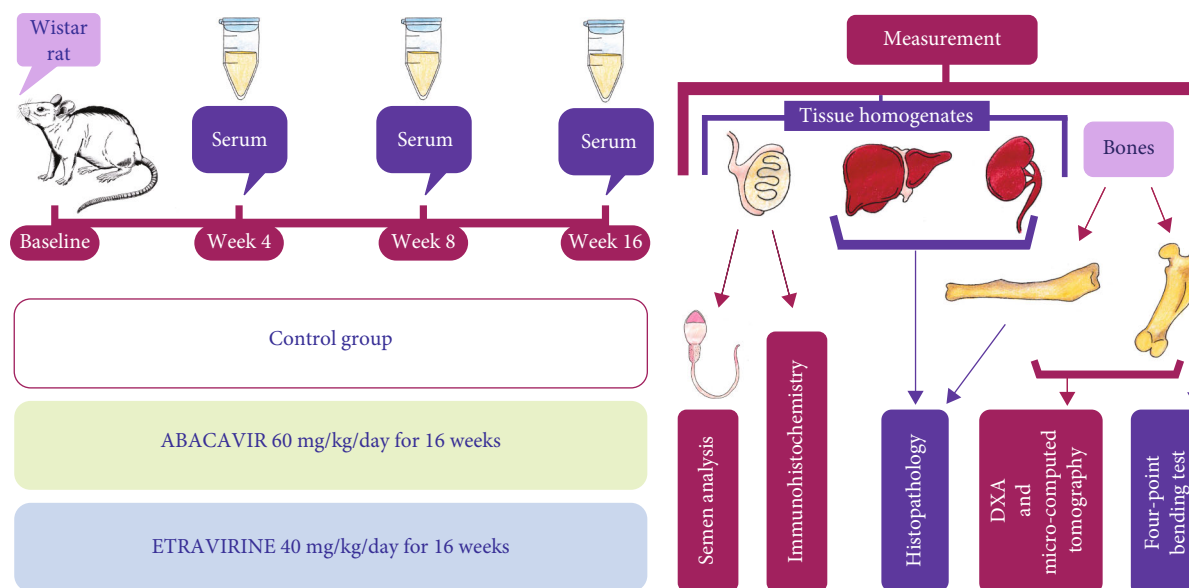 Wistar
rat
Serum
Serum
Serum
Baseline
Week 4
Week 8
Week 16
Control group
ABACAVIR 60 mg/kg/day for 16 weeks
ETRAVIRINE 40 mg/kg/day for 16 weeks
Measurement
Tissue homogenates
Bones
Semen analysis
Immunohistochemistry
Histopathology
DXA
and
micro-computed
tomography
Four-point
bending test